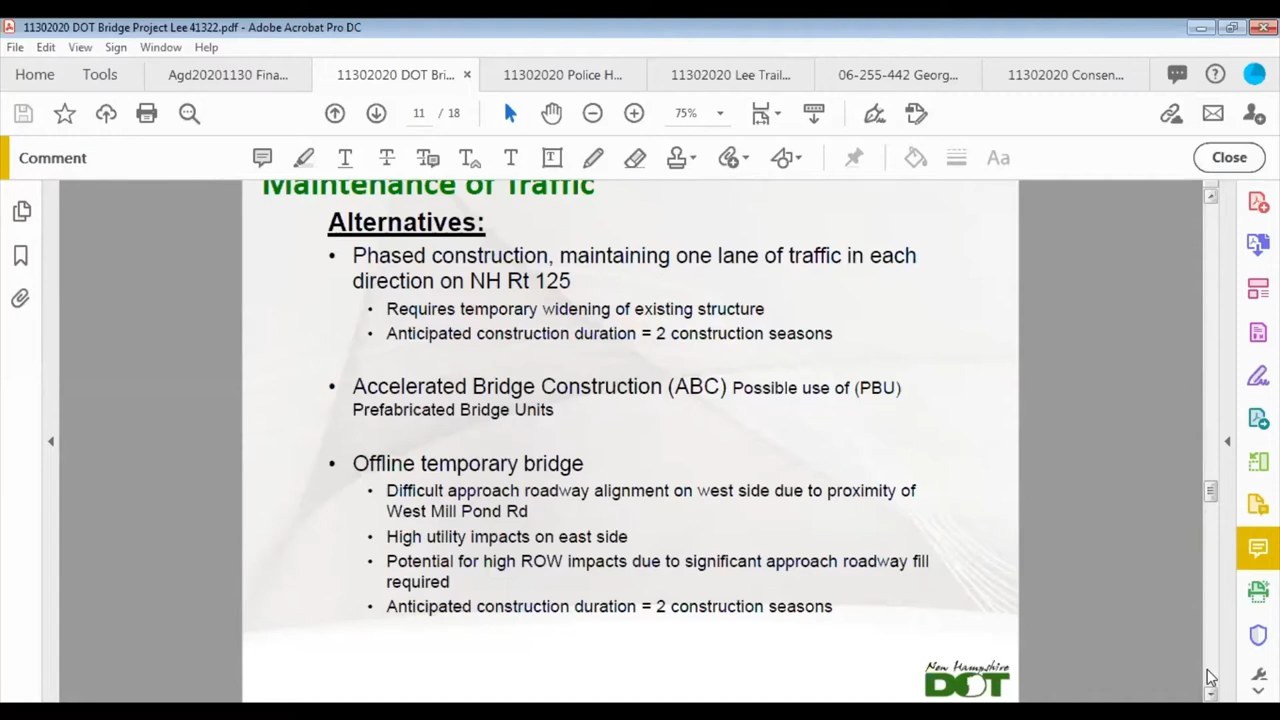 11302020 DOT Bridge Project Lee 41322.pdf - Adobe Acrobat Pro DC
File Edit View Sign Window Help
Home Tools Agd20201130 Fina... 11302020 DOT Bri... × 11302020 Police H... 11302020 Lee Trail... 06-255-442 Georg... 11302020 Consen...
11 / 18 75%
Comment Close
Maintenance of Traffic
Alternatives:
• Phased construction, maintaining one lane of traffic in each
direction on NH Rt 125
• Requires temporary widening of existing structure
• Anticipated construction duration = 2 construction seasons
• Accelerated Bridge Construction (ABC) Possible use of (PBU)
Prefabricated Bridge Units
• Offline temporary bridge
• Difficult approach roadway alignment on west side due to proximity of
West Mill Pond Rd
• High utility impacts on east side
• Potential for high ROW impacts due to significant approach roadway fill
required
• Anticipated construction duration = 2 construction seasons
New Hampshire
DOT